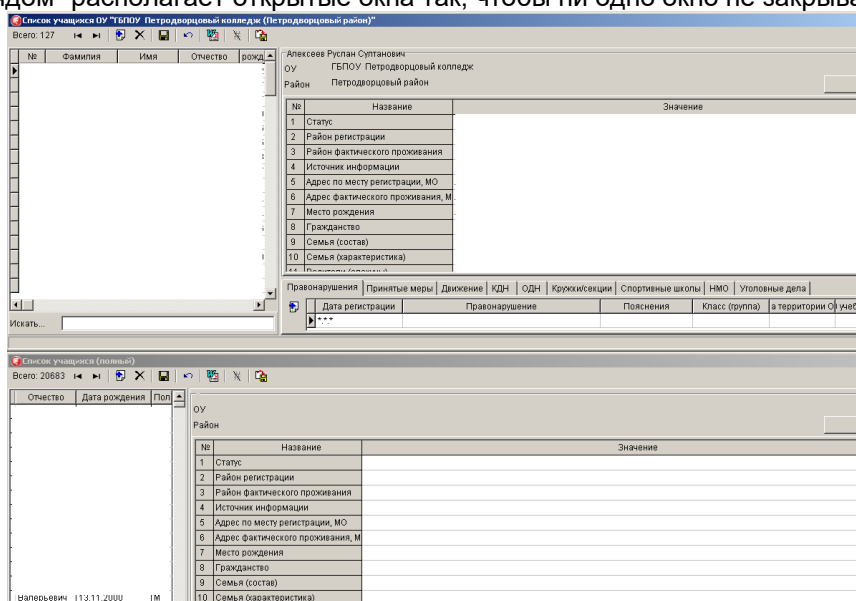 располагает открытые окна так, чтобы ни одно окно не
Список учащихся ОУ "ГБПОУ Петродворцовый колледж (Петродворцовый район)"
Всего: 127
№ Фамилия Имя Отчество рожд
Алексеев Руслан Султанович
ОУ ГБПОУ Петродворцовый колледж
Район Петродворцовый район
№ Название Значение
1 Статус
2 Район регистрации
3 Район фактического проживания
4 Источник информации
5 Адрес по месту регистрации, МО
6 Адрес фактического проживания, М
7 Место рождения
8 Гражданство
9 Семья (состав)
10 Семья (характеристика)
11
Правонарушения Принятые меры Движение КДН ОДН Кружки/секции Спортивные школы НМО Уголовные дела
Дата регистрации Правонарушение Пояснения Класс (группа) а территории О учеб
*.*.*
Искать...
Список учащихся (полный)
Всего: 20683
Отчество Дата рождения Пол
ОУ
Район
№ Название Значение
1 Статус
2 Район регистрации
3 Район фактического проживания
4 Источник информации
5 Адрес по месту регистрации, МО
6 Адрес фактического проживания, М
7 Место рождения
8 Гражданство
9 Семья (состав)
Валерьевич 13.11.2000 М
10 Семья (характеристика)